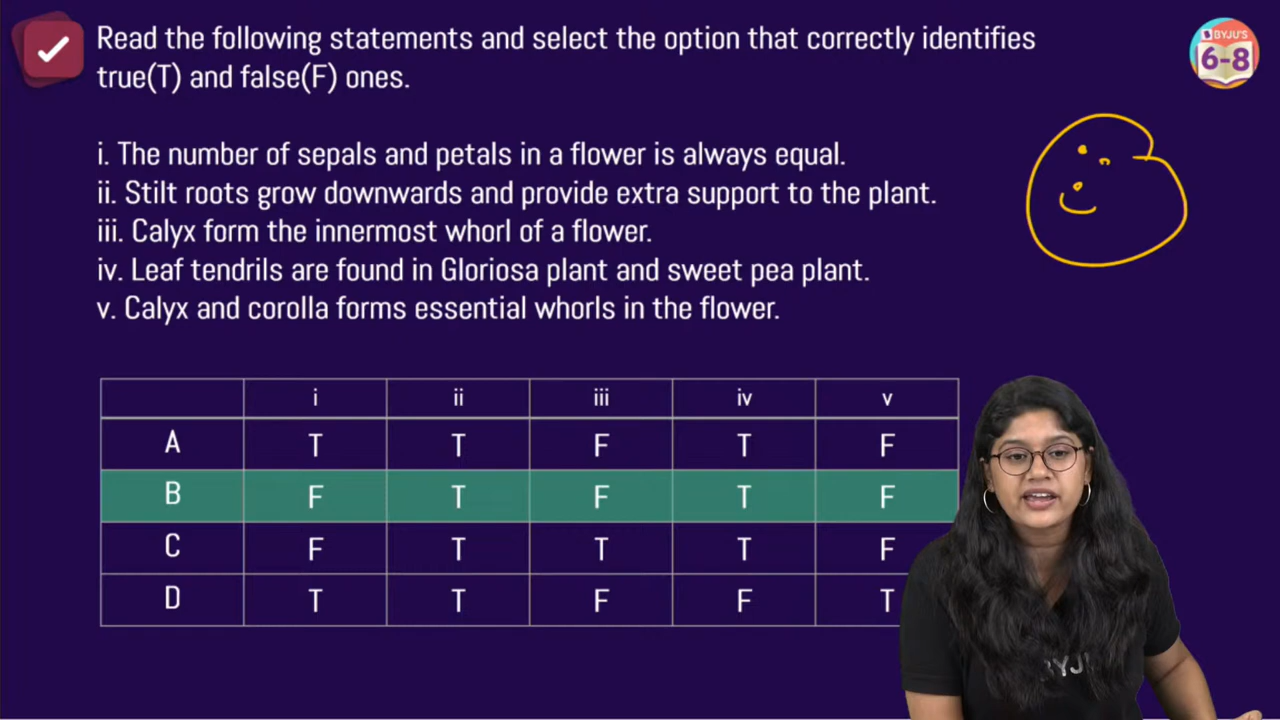 Read the following statements and select the option that correctly identifies
true(T) and false(F) ones.
BYJU'S
6-8
i. The number of sepals and petals in a flower is always equal.
ii. Stilt roots grow downwards and provide extra support to the plant.
iii. Calyx form the innermost whorl of a flower.
iv. Leaf tendrils are found in Gloriosa plant and sweet pea plant.
v. Calyx and corolla forms essential whorls in the flower.
i ii iii iv v
A T T F T F
B F T F T F
C F T T T F
D T T F F T
BYJU